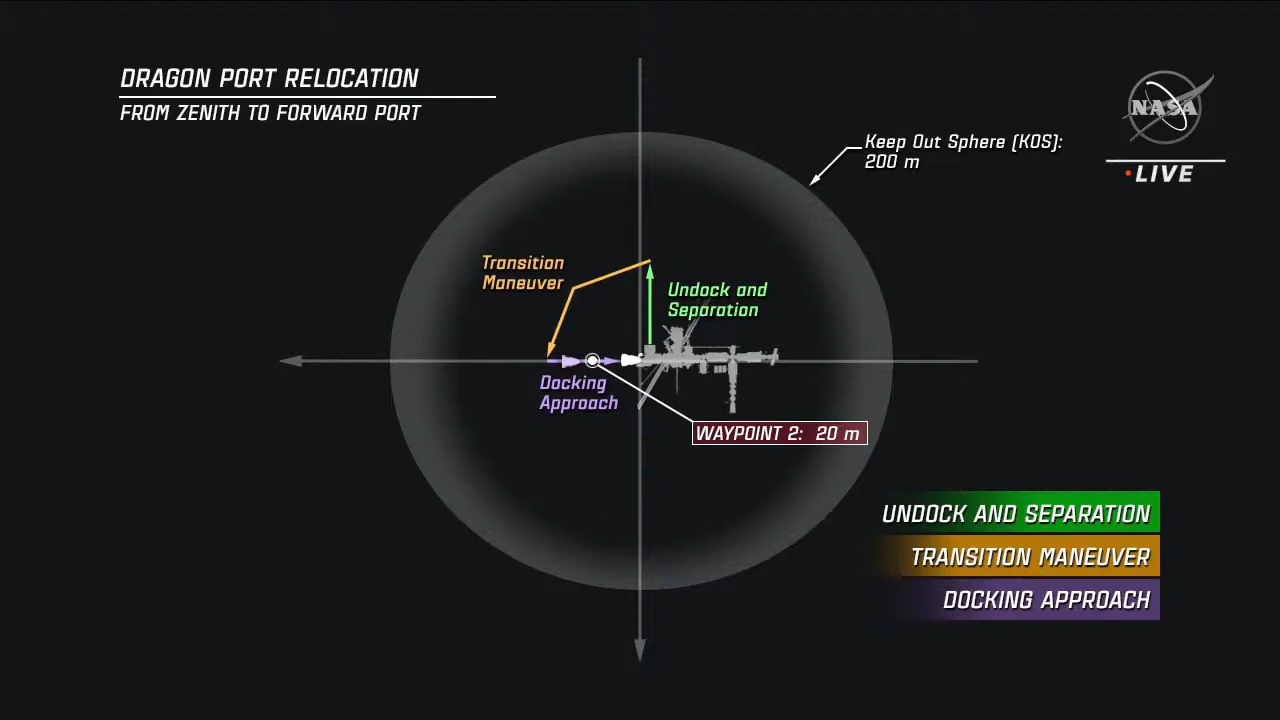 DRAGON PORT RELOCATION
FROM ZENITH TO FORWARD PORT
NASA
LIVE
Keep Out Sphere (KOS):
200 m
Transition
Maneuver
Undock and
Separation
Docking
Approach
WAYPOINT 2: 20 m
UNDOCK AND SEPARATION
TRANSITION MANEUVER
DOCKING APPROACH